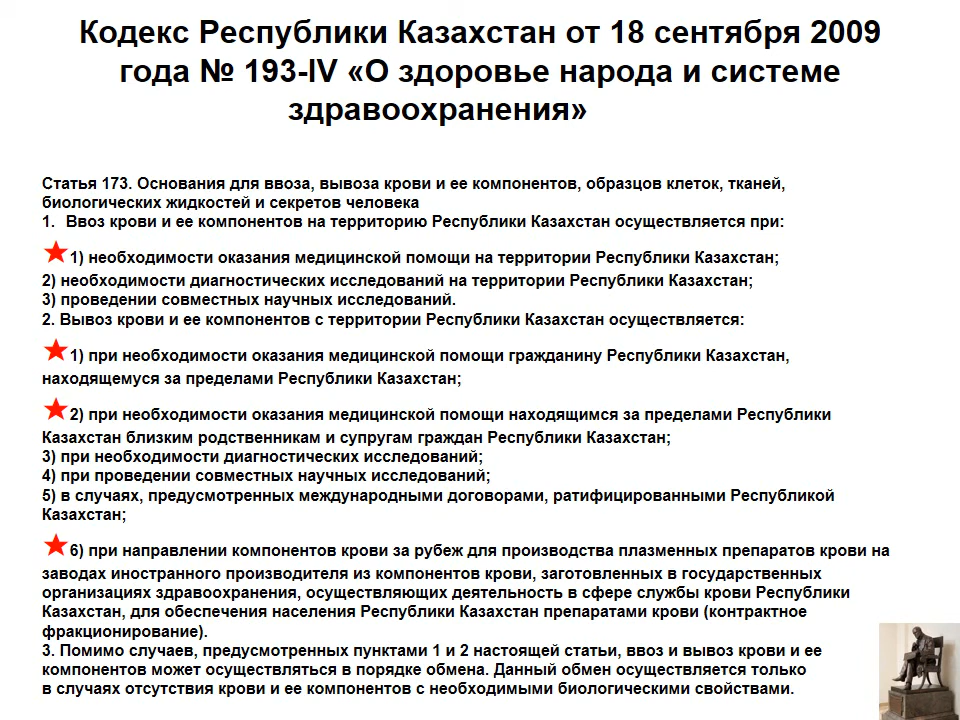 Кодекс Республики Казахстан от 18 сентября 2009
года № 193-IV «О здоровье народа и системе
здравоохранения»
Статья 173. Основания для ввоза, вывоза крови и ее компонентов, образцов клеток, тканей,
биологических жидкостей и секретов человека
1. Ввоз крови и ее компонентов на территорию Республики Казахстан осуществляется при:
1) необходимости оказания медицинской помощи на территории Республики Казахстан;
2) необходимости диагностических исследований на территории Республики Казахстан;
3) проведении совместных научных исследований.
2. Вывоз крови и ее компонентов с территории Республики Казахстан осуществляется:
1) при необходимости оказания медицинской помощи гражданину Республики Казахстан,
находящемуся за пределами Республики Казахстан;
2) при необходимости оказания медицинской помощи находящимся за пределами Республики
Казахстан близким родственникам и супругам граждан Республики Казахстан;
3) при необходимости диагностических исследований;
4) при проведении совместных научных исследований;
5) в случаях, предусмотренных международными договорами, ратифицированными Республикой
Казахстан;
6) при направлении компонентов крови за рубеж для производства плазменных препаратов крови на
заводах иностранного производителя из компонентов крови, заготовленных в государственных
организациях здравоохранения, осуществляющих деятельность в сфере службы крови Республики
Казахстан, для обеспечения населения Республики Казахстан препаратами крови (контрактное
фракционирование).
3. Помимо случаев, предусмотренных пунктами 1 и 2 настоящей статьи, ввоз и вывоз крови и ее
компонентов может осуществляться в порядке обмена. Данный обмен осуществляется только
в случаях отсутствия крови и ее компонентов с необходимыми биологическими свойствами.